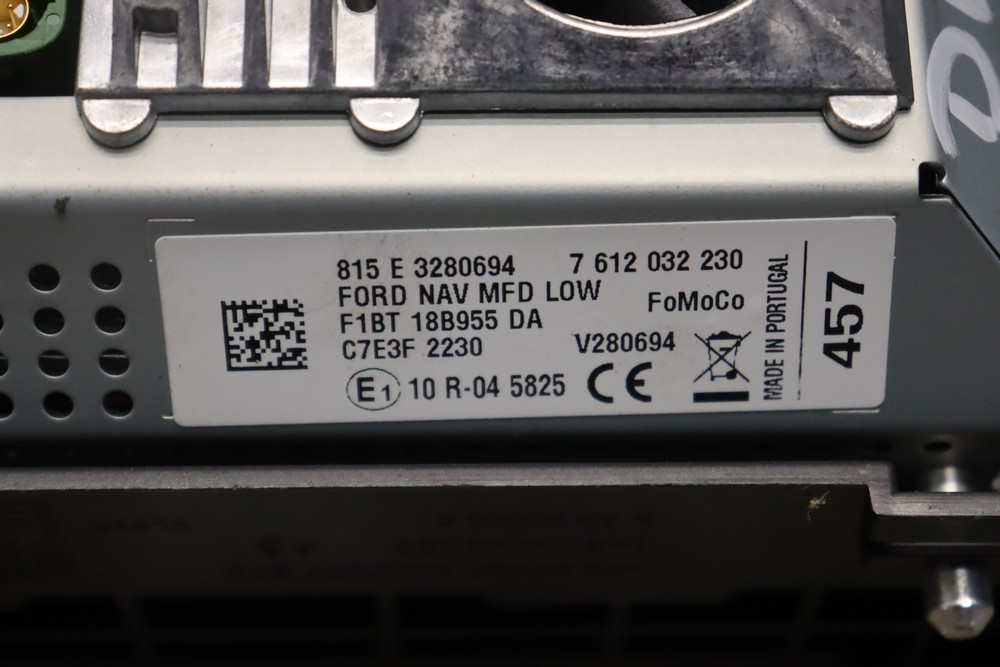 815 E 3280694 7 612 032 230
FORD NAV MFD LOW FoMoCo
F1BT 18B955 DA
C7E3F 2230 V280694
E1 10 R-04 5825 CE
MADE IN PORTUGAL
457